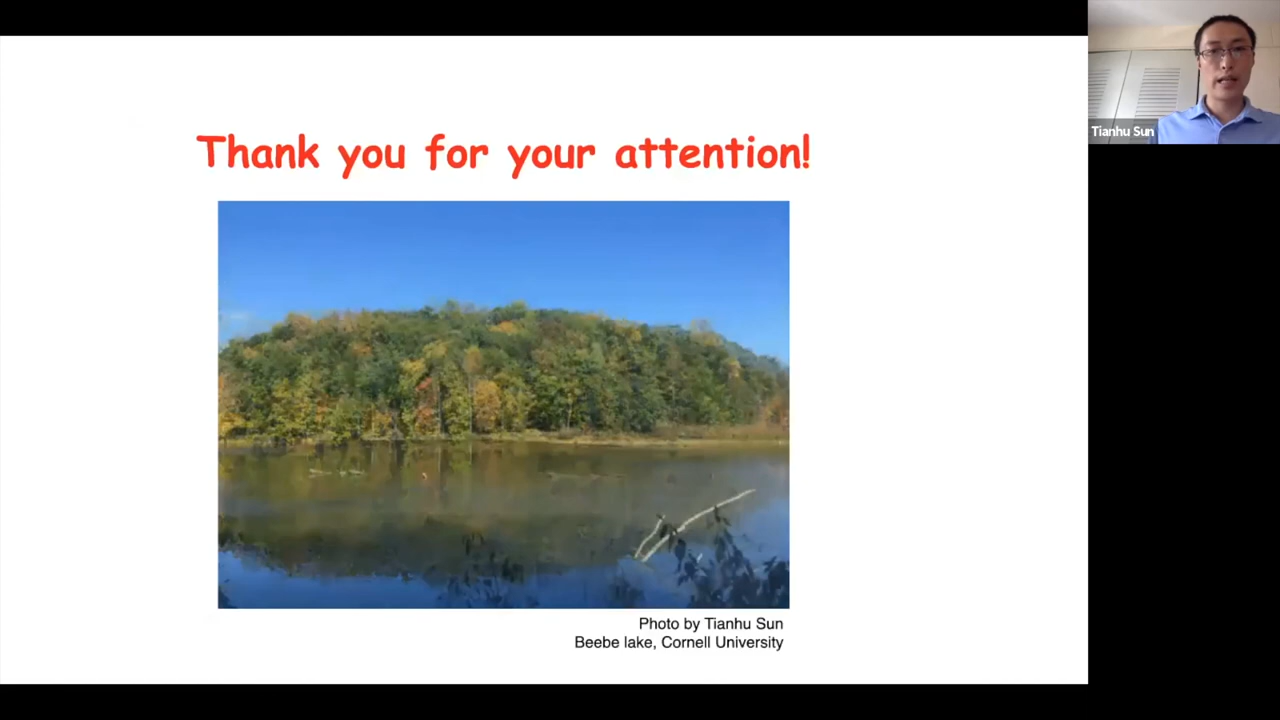 Thank you for your attention!
Tianhu Sun
Photo by Tianhu Sun
Beebe lake, Cornell University